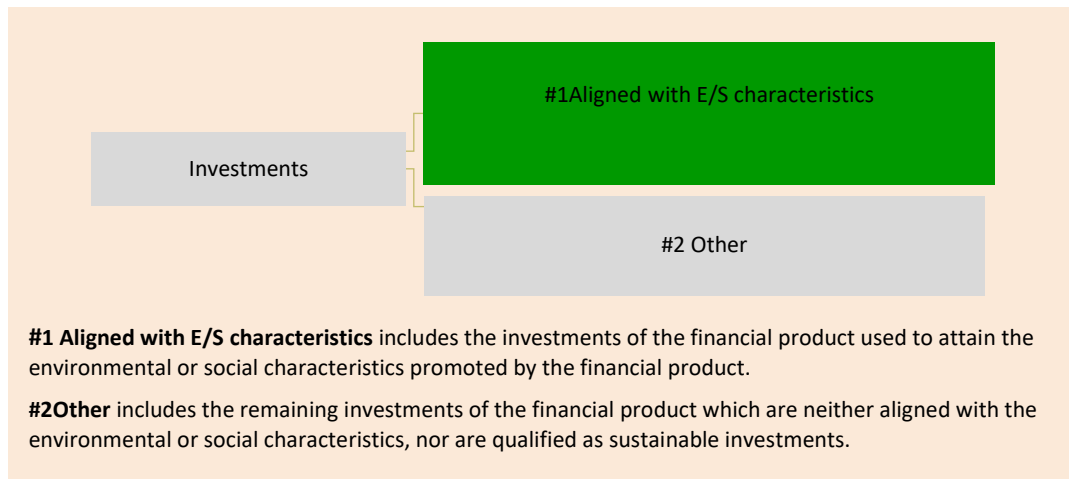 #1Aligned with E/S characteristics
Investments
#2 Other
#1 Aligned with E/S characteristics includes the investments of the financial product used to attain the
environmental or social characteristics promoted by the financial product.
#2Other includes the remaining investments of the financial product which are neither aligned with the
environmental or social characteristics, nor are qualified as sustainable investments.